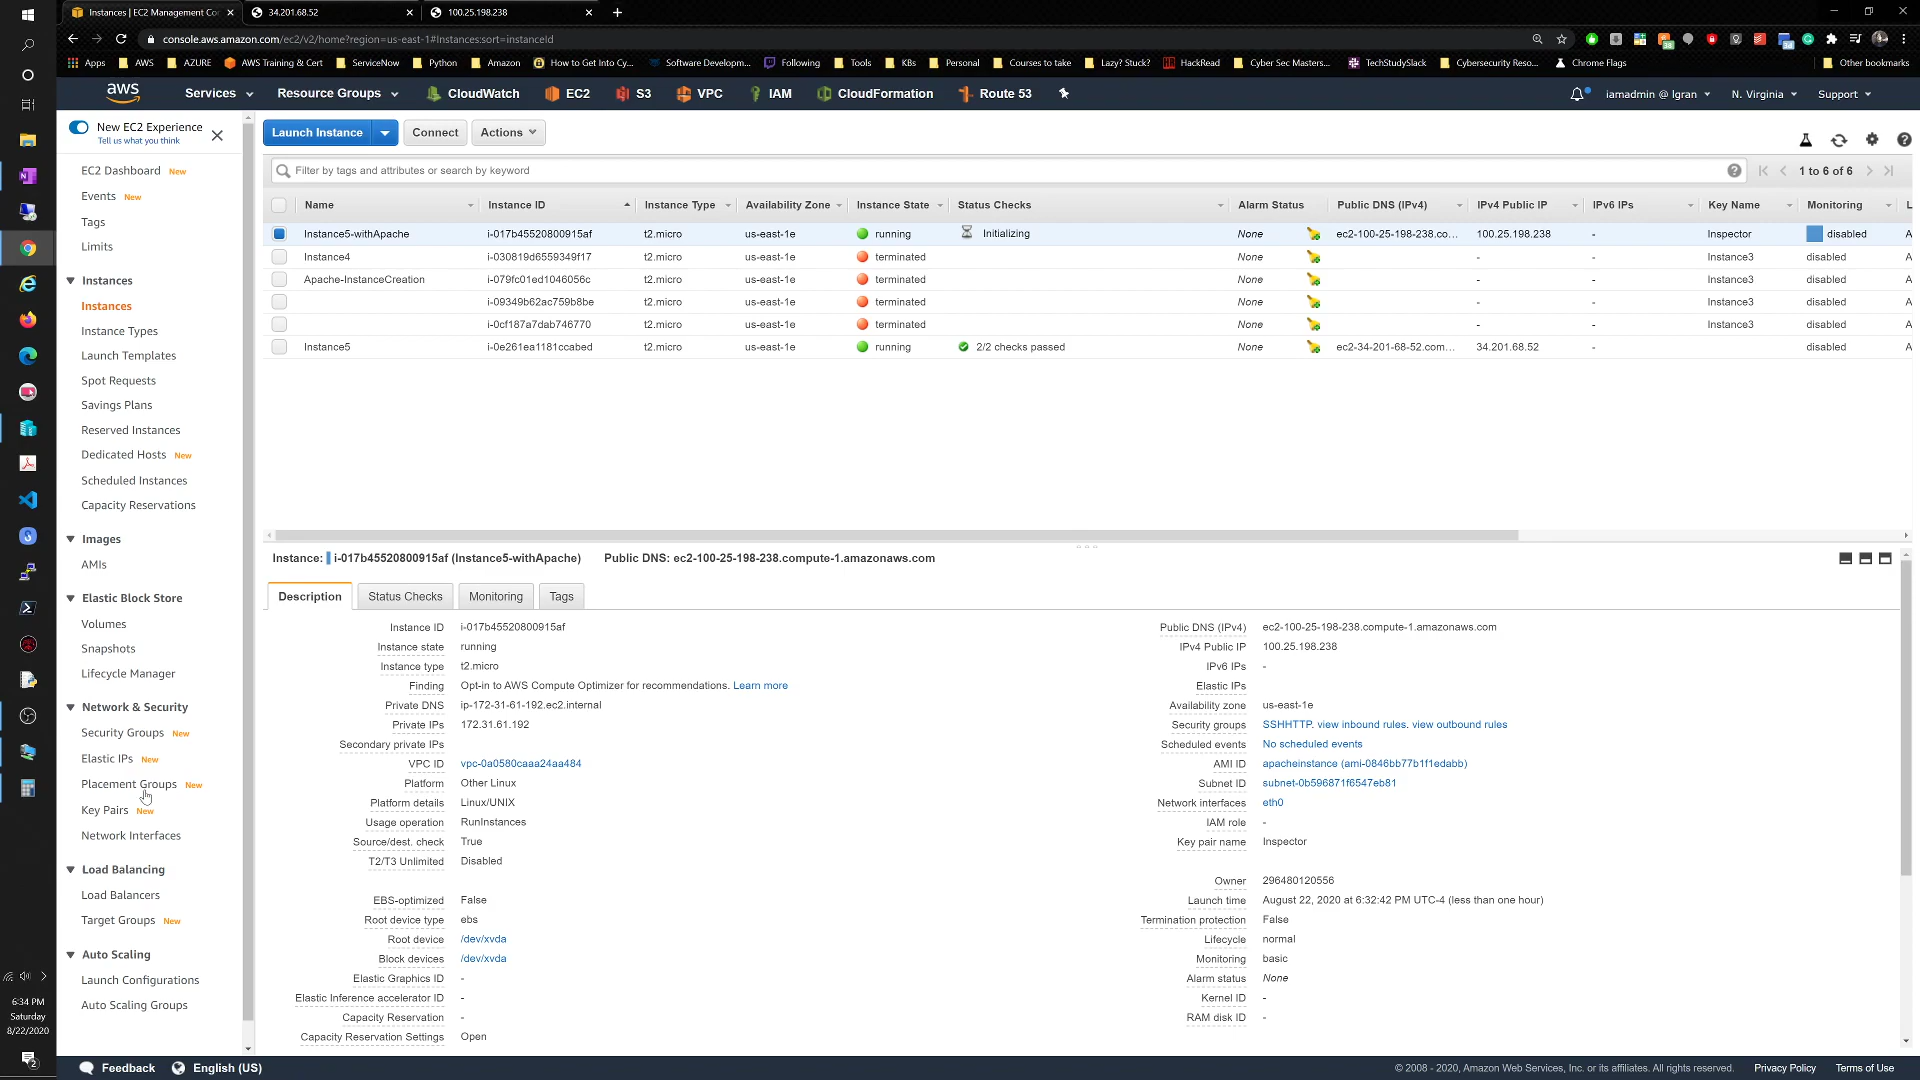 Instances | EC2 Management Co
34.201.68.52
100.25.198.238
console.aws.amazon.com/ec2/v2/home?region=us-east-1#Instances:sort=instanceId
Apps AWS AZURE AWS Training & Cert ServiceNow Python Amazon How to Get Into Cy... Software Developm... Following Tools KBs Personal Courses to take Lazy? Stuck? HackRead Cyber Sec Masters... TechStudySlack Cybersecurity Reso... Chrome Flags Other bookmarks
aws Services Resource Groups CloudWatch EC2 S3 VPC IAM CloudFormation Route 53 iamadmin @ lgran N. Virginia Support
New EC2 Experience
Tell us what you think
EC2 Dashboard New
Events New
Tags
Limits
Instances
Instances
Instance Types
Launch Templates
Spot Requests
Savings Plans
Reserved Instances
Dedicated Hosts New
Scheduled Instances
Capacity Reservations
Images
AMIs
Elastic Block Store
Volumes
Snapshots
Lifecycle Manager
Network & Security
Security Groups New
Elastic IPs New
Placement Groups New
Key Pairs New
Network Interfaces
Load Balancing
Load Balancers
Target Groups New
Auto Scaling
Launch Configurations
Auto Scaling Groups
Launch Instance Connect Actions
Filter by tags and attributes or search by keyword
1 to 6 of 6
Name Instance ID Instance Type Availability Zone Instance State Status Checks Alarm Status Public DNS (IPv4) IPv4 Public IP IPv6 IPs Key Name Monitoring L
Instance5-withApache i-017b45520800915af t2.micro us-east-1e running Initializing None ec2-100-25-198-238.co... 100.25.198.238 - Inspector disabled A
Instance4 i-030819d6559349f17 t2.micro us-east-1e terminated None - - Instance3 disabled A
Apache-InstanceCreation i-079fc01ed1046056c t2.micro us-east-1e terminated None - - Instance3 disabled A
i-09349b62ac759b8be t2.micro us-east-1e terminated None - - Instance3 disabled A
i-0cf187a7dab746770 t2.micro us-east-1e terminated None - - Instance3 disabled A
Instance5 i-0e261ea1181ccabed t2.micro us-east-1e running 2/2 checks passed None ec2-34-201-68-52.com... 34.201.68.52 - disabled A
Instance: i-017b45520800915af (Instance5-withApache) Public DNS: ec2-100-25-198-238.compute-1.amazonaws.com
Description Status Checks Monitoring Tags
Instance ID i-017b45520800915af
Instance state running
Instance type t2.micro
Finding Opt-in to AWS Compute Optimizer for recommendations. Learn more
Private DNS ip-172-31-61-192.ec2.internal
Private IPs 172.31.61.192
Secondary private IPs
VPC ID vpc-0a0580caaa24aa484
Platform Other Linux
Platform details Linux/UNIX
Usage operation RunInstances
Source/dest. check True
T2/T3 Unlimited Disabled
EBS-optimized False
Root device type ebs
Root device /dev/xvda
Block devices /dev/xvda
Elastic Graphics ID -
Elastic Inference accelerator ID -
Capacity Reservation -
Capacity Reservation Settings Open
Public DNS (IPv4) ec2-100-25-198-238.compute-1.amazonaws.com
IPv4 Public IP 100.25.198.238
IPv6 IPs -
Elastic IPs
Availability zone us-east-1e
Security groups SSHHTTP. view inbound rules. view outbound rules
Scheduled events No scheduled events
AMI ID apacheinstance (ami-0846bb77b1f1edabb)
Subnet ID subnet-0b596871f6547eb81
Network interfaces eth0
IAM role -
Key pair name Inspector
Owner 296480120556
Launch time August 22, 2020 at 6:32:42 PM UTC-4 (less than one hour)
Termination protection False
Lifecycle normal
Monitoring basic
Alarm status None
Kernel ID -
RAM disk ID -
6:34 PM
Saturday
8/22/2020
2
Feedback English (US) © 2008 - 2020, Amazon Web Services, Inc. or its affiliates. All rights reserved. Privacy Policy Terms of Use